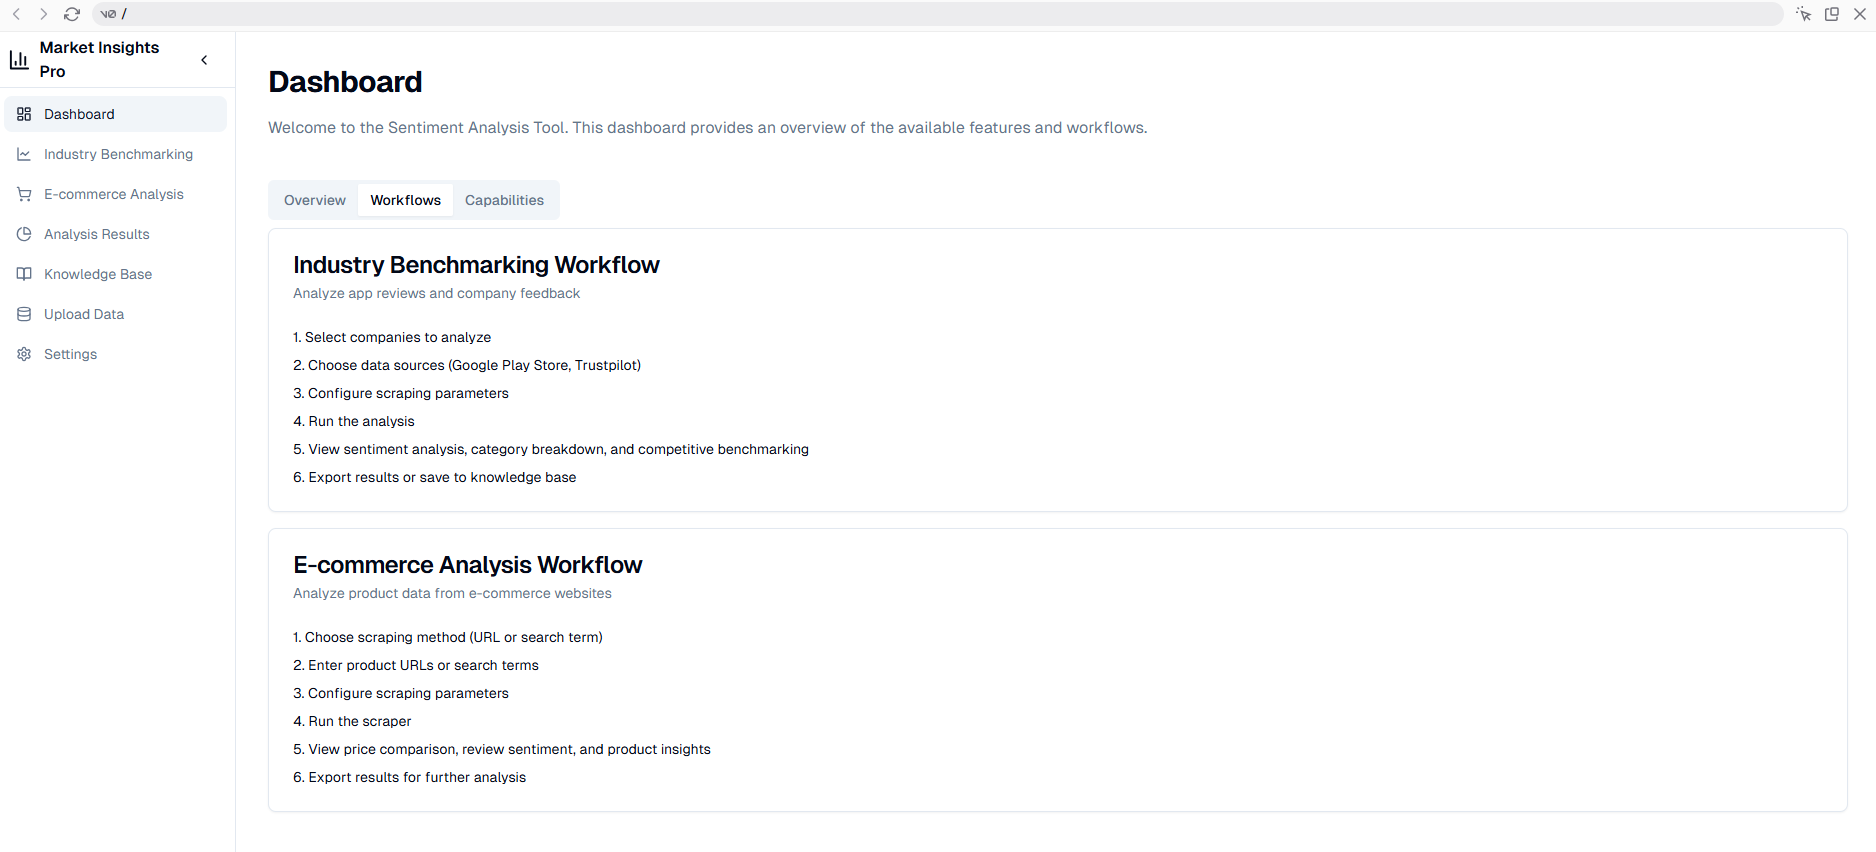 v0 /
Market Insights
Pro
Dashboard
Industry Benchmarking
E-commerce Analysis
Analysis Results
Knowledge Base
Upload Data
Settings
Dashboard
Welcome to the Sentiment Analysis Tool. This dashboard provides an overview of the available features and workflows.
Overview Workflows Capabilities
Industry Benchmarking Workflow
Analyze app reviews and company feedback
1. Select companies to analyze
2. Choose data sources (Google Play Store, Trustpilot)
3. Configure scraping parameters
4. Run the analysis
5. View sentiment analysis, category breakdown, and competitive benchmarking
6. Export results or save to knowledge base
E-commerce Analysis Workflow
Analyze product data from e-commerce websites
1. Choose scraping method (URL or search term)
2. Enter product URLs or search terms
3. Configure scraping parameters
4. Run the scraper
5. View price comparison, review sentiment, and product insights
6. Export results for further analysis